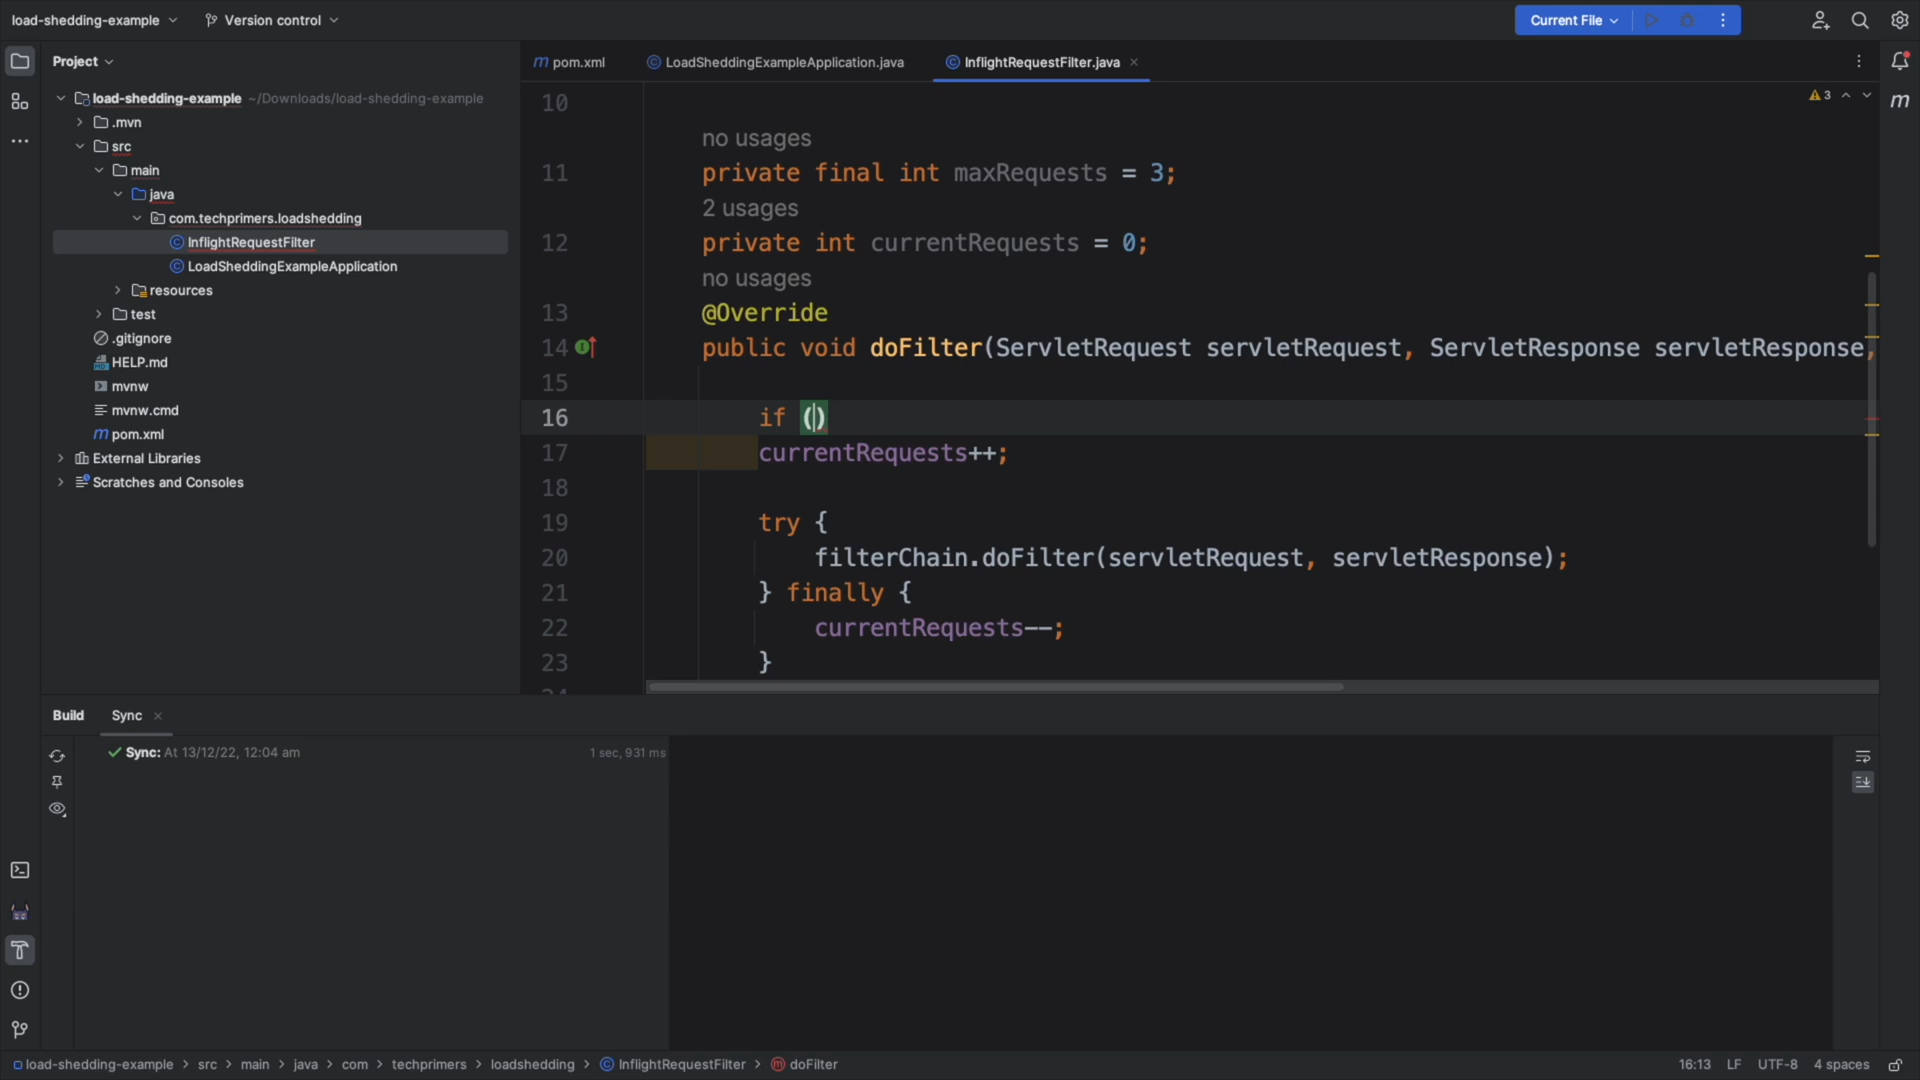 load-shedding-example
Version control
Current File
Project
pom.xml
LoadSheddingExampleApplication.java
InflightRequestFilter.java
load-shedding-example ~/Downloads/load-shedding-example
.mvn
src
main
java
com.techprimers.loadshedding
InflightRequestFilter
LoadSheddingExampleApplication
resources
test
.gitignore
HELP.md
mvnw
mvnw.cmd
pom.xml
External Libraries
Scratches and Consoles
3
10
no usages
11 private final int maxRequests = 3;
2 usages
12 private int currentRequests = 0;
no usages
13 @Override
14 public void doFilter(ServletRequest servletRequest, ServletResponse servletResponse,
15
16 if ()
17 currentRequests++;
18
19 try {
20 filterChain.doFilter(servletRequest, servletResponse);
21 } finally {
22 currentRequests--;
23 }
Build
Sync
Sync: At 13/12/22, 12:04 am 1 sec, 931 ms
load-shedding-example > src > main > java > com > techprimers > loadshedding > InflightRequestFilter > doFilter
16:13 LF UTF-8 4 spaces